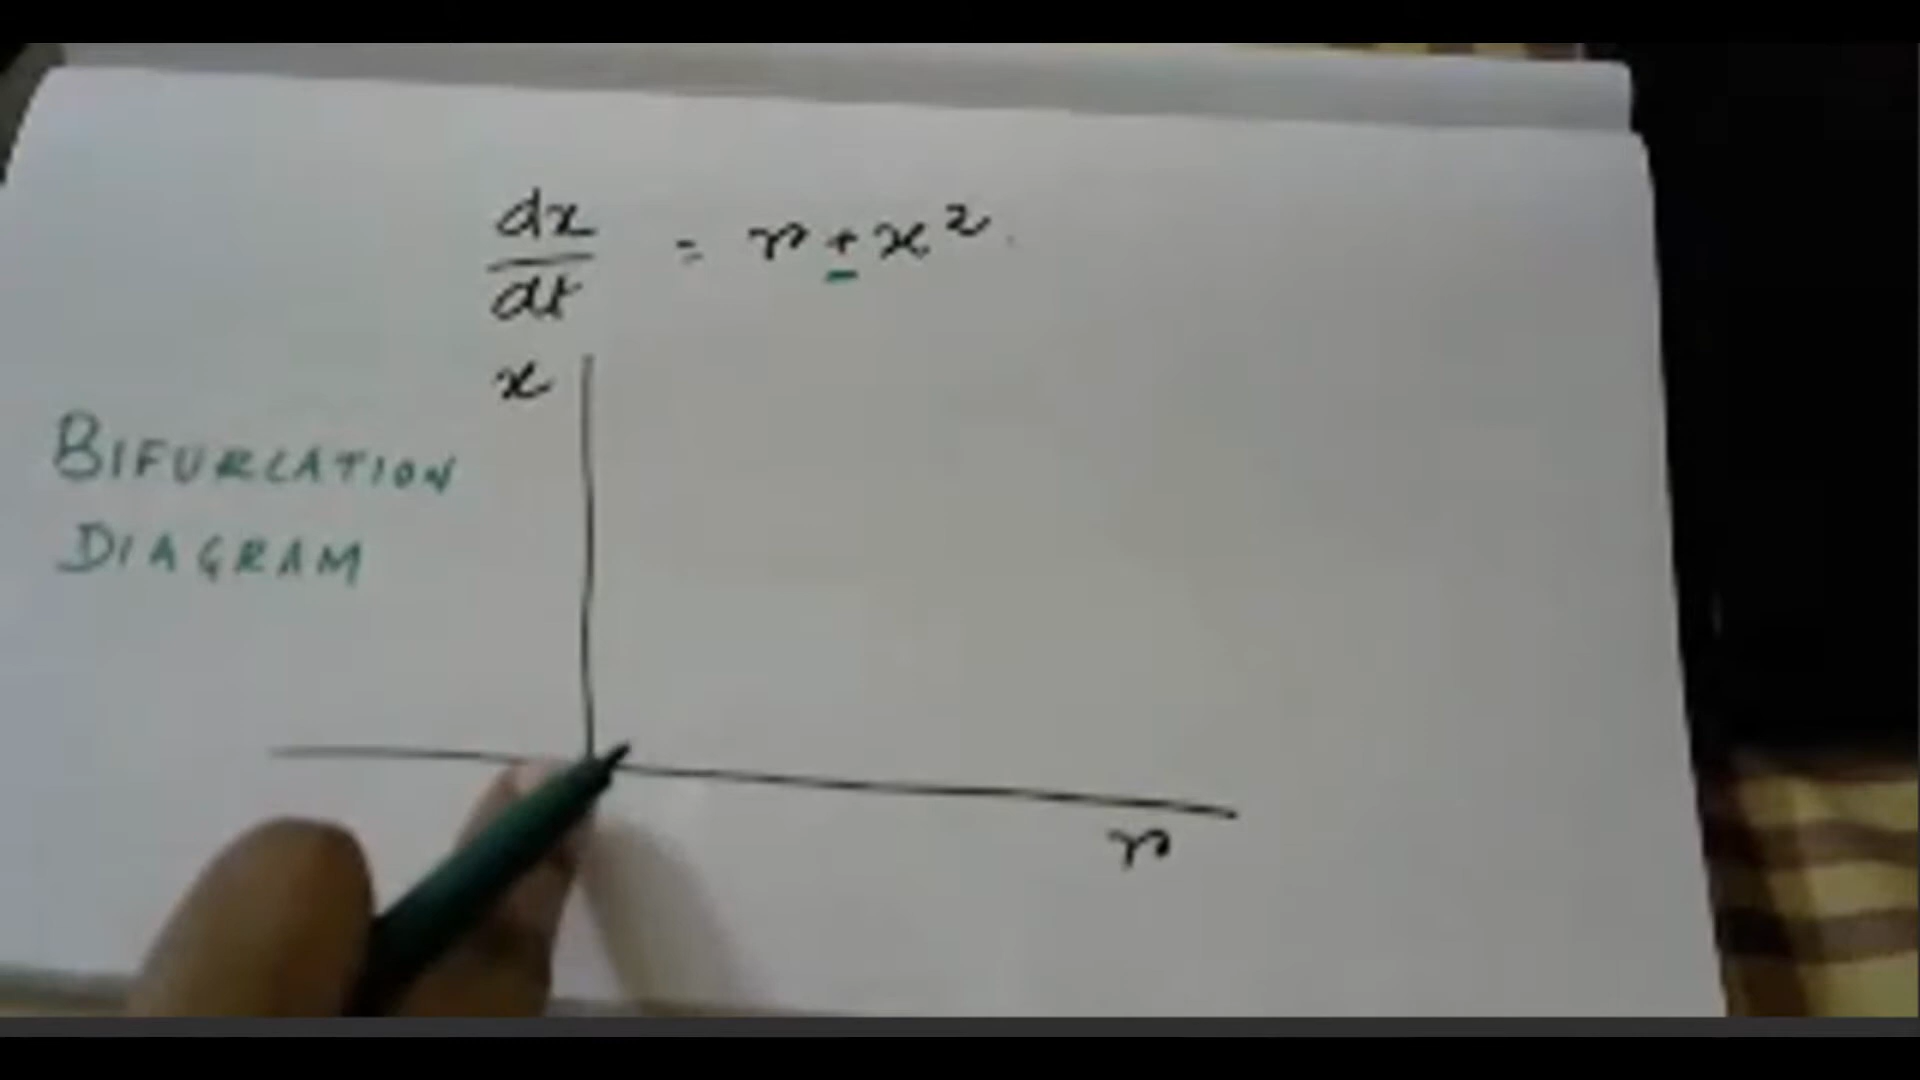 dx/dt = r + x².
x
BIFURCATION
DIAGRAM
r